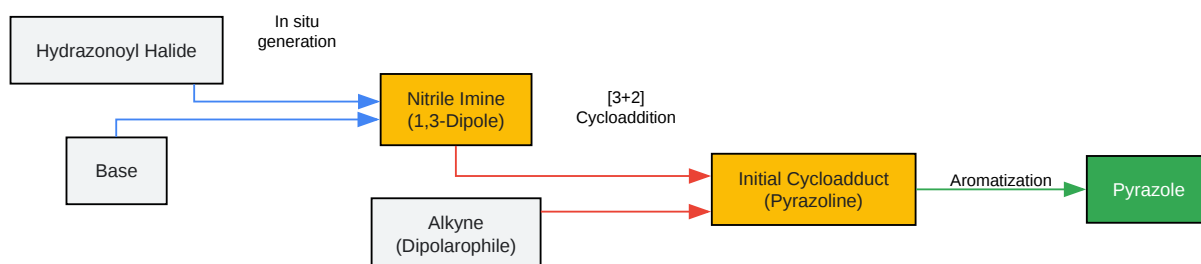 Hydrazonoyl Halide
In situ
generation
Base
Nitrile Imine
(1,3-Dipole)
[3+2]
Cycloaddition
Alkyne
(Dipolarophile)
Initial Cycloadduct
(Pyrazoline)
Aromatization
Pyrazole